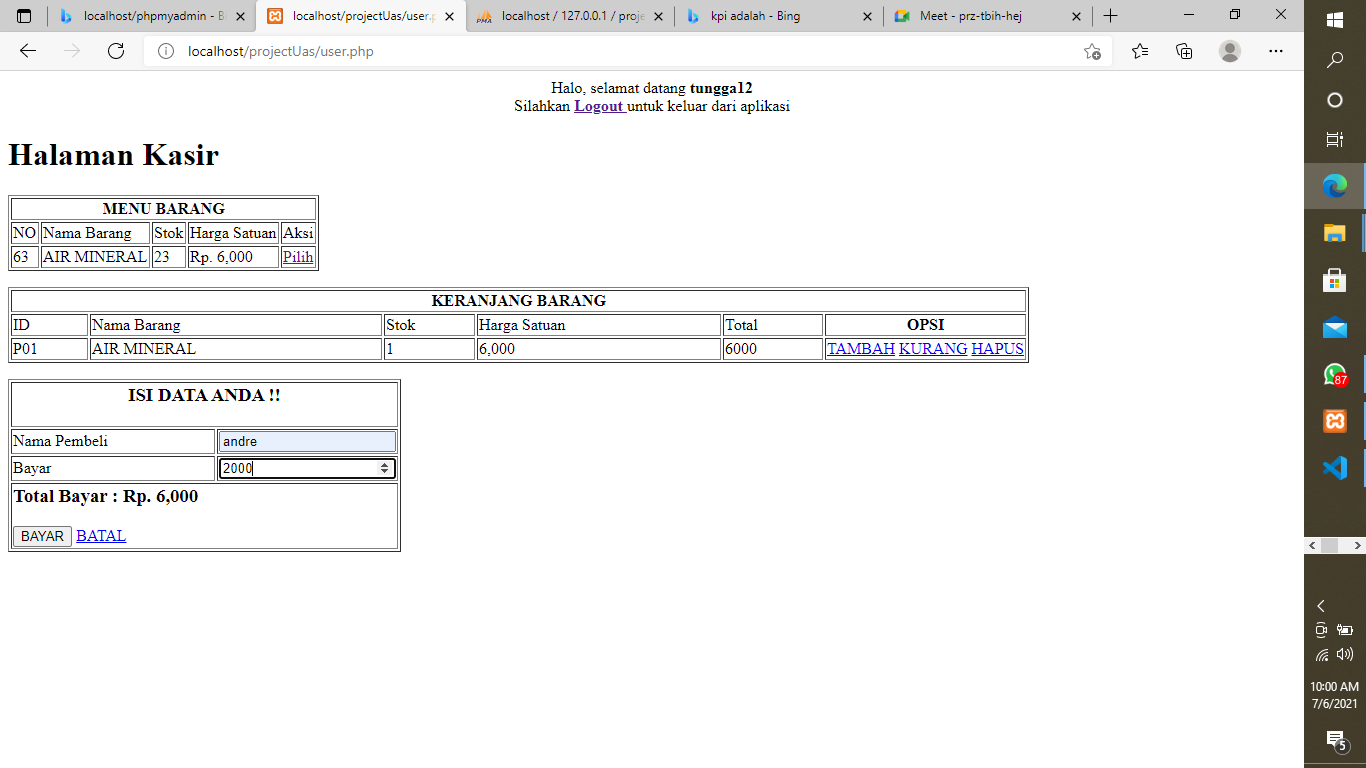 localhost/phpmyadmin - B
localhost/projectUas/user.p
localhost / 127.0.0.1 / proje
kpi adalah - Bing
Meet - prz-tbih-hej
localhost/projectUas/user.php
Halo, selamat datang tungga12
Silahkan Logout untuk keluar dari aplikasi
Halaman Kasir
MENU BARANG
NO Nama Barang Stok Harga Satuan Aksi
63 AIR MINERAL 23 Rp. 6,000 Pilih
KERANJANG BARANG
ID Nama Barang Stok Harga Satuan Total OPSI
P01 AIR MINERAL 1 6,000 6000 TAMBAH KURANG HAPUS
ISI DATA ANDA !!
Nama Pembeli andre
Bayar 2000
Total Bayar : Rp. 6,000
BAYAR BATAL
87
10:00 AM
7/6/2021
5